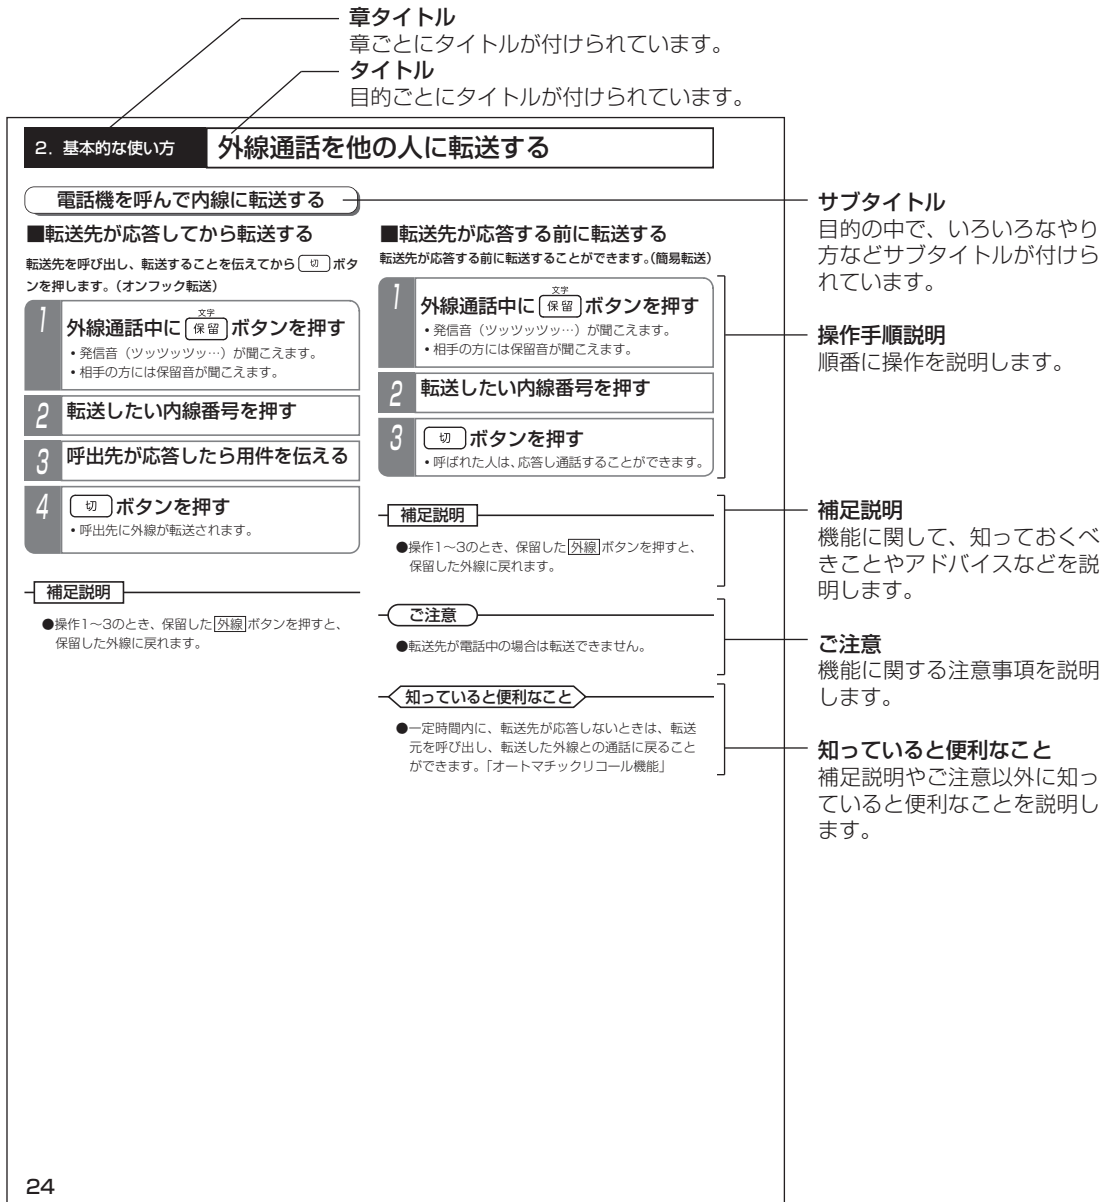 章タイトル
章ごとにタイトルが付けられています。
タイトル
目的ごとにタイトルが付けられています。
2. 基本的な使い方
外線通話を他の人に転送する
電話機を呼んで内線に転送する
■転送先が応答してから転送する
転送先を呼び出し、転送することを伝えてから 切 ボタ
ンを押します。(オンフック転送)
1
文字
外線通話中に 保留 ボタンを押す
・発信音(ツッツッツッ…)が聞こえます。
・相手の方には保留音が聞こえます。
2 転送したい内線番号を押す
3 呼出先が応答したら用件を伝える
4 切 ボタンを押す
・呼出先に外線が転送されます。
補足説明
●操作1~3のとき、保留した 外線 ボタンを押すと、
保留した外線に戻れます。
■転送先が応答する前に転送する
転送先が応答する前に転送することができます。(簡易転送)
1
文字
外線通話中に 保留 ボタンを押す
・発信音(ツッツッツッ…)が聞こえます。
・相手の方には保留音が聞こえます。
2 転送したい内線番号を押す
3 切 ボタンを押す
・呼ばれた人は、応答し通話することができます。
補足説明
●操作1~3のとき、保留した 外線 ボタンを押すと、
保留した外線に戻れます。
ご注意
●転送先が電話中の場合は転送できません。
知っていると便利なこと
●一定時間内に、転送先が応答しないときは、転送
元を呼び出し、転送した外線との通話に戻ること
ができます。「オートマチックリコール機能」
サブタイトル
目的の中で、いろいろなやり
方などサブタイトルが付けら
れています。
操作手順説明
順番に操作を説明します。
補足説明
機能に関して、知っておくべ
きことやアドバイスなどを説
明します。
ご注意
機能に関する注意事項を説明
します。
知っていると便利なこと
補足説明やご注意以外に知っ
ていると便利なことを説明し
ます。
24